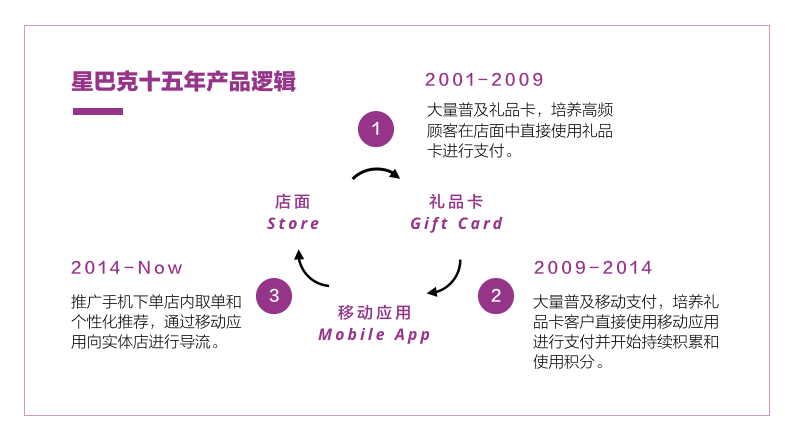 星巴克十五年产品逻辑
2001-2009
大量普及礼品卡，培养高频
顾客在店面中直接使用礼品
卡进行支付。
1
店面
Store
礼品卡
Gift Card
2014-Now
推广手机下单店内取单和
个性化推荐，通过移动应
用向实体店进行导流。
3
移动应用
Mobile App
2
2009-2014
大量普及移动支付，培养礼
品卡客户直接使用移动应用
进行支付并开始持续积累和
使用积分。